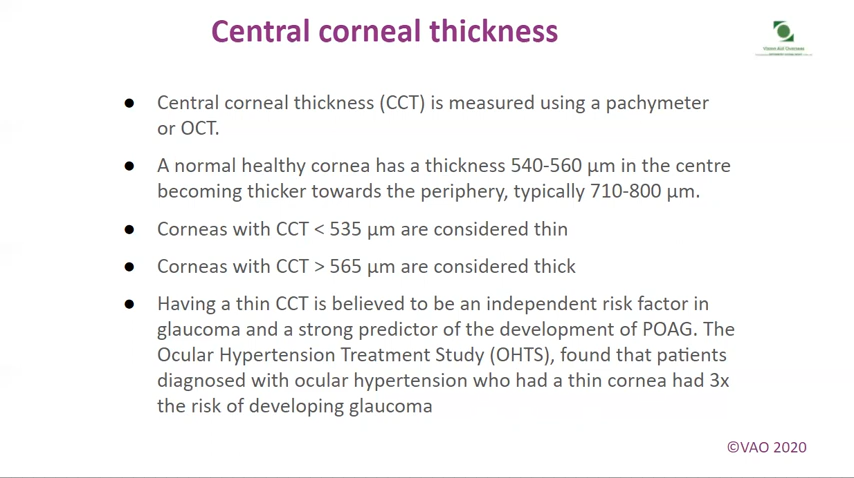 Central corneal thickness
Vision Aid Overseas
● Central corneal thickness (CCT) is measured using a pachymeter
or OCT.
● A normal healthy cornea has a thickness 540-560 µm in the centre
becoming thicker towards the periphery, typically 710-800 µm.
● Corneas with CCT < 535 µm are considered thin
● Corneas with CCT > 565 µm are considered thick
● Having a thin CCT is believed to be an independent risk factor in
glaucoma and a strong predictor of the development of POAG. The
Ocular Hypertension Treatment Study (OHTS), found that patients
diagnosed with ocular hypertension who had a thin cornea had 3x
the risk of developing glaucoma
©VAO 2020